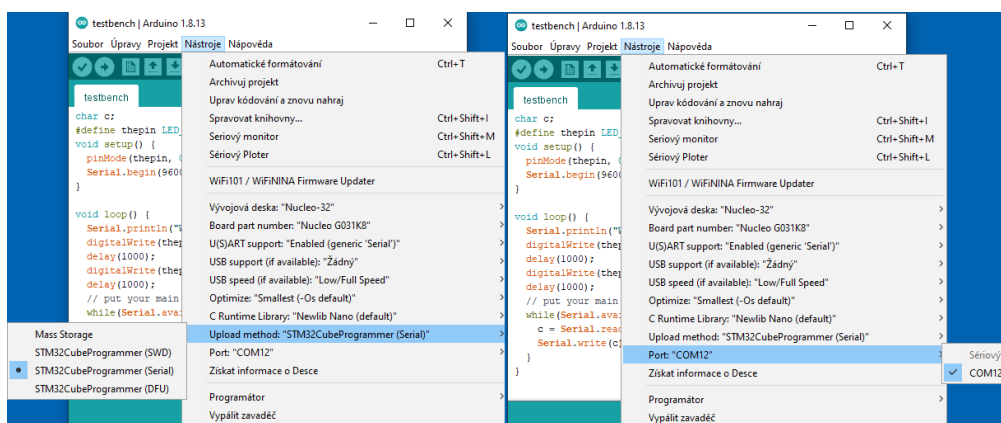 testbench | Arduino 1.8.13
Soubor Úpravy Projekt Nástroje Nápověda
testbench
char c;
#define thepin LED_
void setup() {
pinMode(thepin,
Serial.begin(960
}
void loop() {
Serial.println("
digitalWrite(the
delay(1000);
digitalWrite(the
delay(1000);
// put your main
while(Serial.ava
Automatické formátování Ctrl+T
Archivuj projekt
Uprav kódování a znovu nahraj
Spravovat knihovny... Ctrl+Shift+I
Seriový monitor Ctrl+Shift+M
Sériový Ploter Ctrl+Shift+L
WiFi101 / WiFiNINA Firmware Updater
Vývojová deska: "Nucleo-32"
Board part number: "Nucleo G031K8"
U(S)ART support: "Enabled (generic 'Serial')"
USB support (if available): "Žádný"
USB speed (if available): "Low/Full Speed"
Optimize: "Smallest (-Os default)"
C Runtime Library: "Newlib Nano (default)"
Upload method: "STM32CubeProgrammer (Serial)"
Port: "COM12"
Získat informace o Desce
Programátor
Vypálit zavaděč
Mass Storage
STM32CubeProgrammer (SWD)
STM32CubeProgrammer (Serial)
STM32CubeProgrammer (DFU)
testbench | Arduino 1.8.13
Soubor Úpravy Projekt Nástroje Nápověda
testbench
char c;
#define thepin LED_
void setup() {
pinMode(thepin,
Serial.begin(960
}
void loop() {
Serial.println("
digitalWrite(the
delay(1000);
digitalWrite(the
delay(1000);
// put your main
while(Serial.ava
c = Serial.read
Serial.write(c)
}
}
Automatické formátování Ctrl+T
Archivuj projekt
Uprav kódování a znovu nahraj
Spravovat knihovny... Ctrl+Shift+I
Seriový monitor Ctrl+Shift+M
Sériový Ploter Ctrl+Shift+L
WiFi101 / WiFiNINA Firmware Updater
Vývojová deska: "Nucleo-32"
Board part number: "Nucleo G031K8"
U(S)ART support: "Enabled (generic 'Serial')"
USB support (if available): "Žádný"
USB speed (if available): "Low/Full Speed"
Optimize: "Smallest (-Os default)"
C Runtime Library: "Newlib Nano (default)"
Upload method: "STM32CubeProgrammer (Serial)"
Port: "COM12"
Získat informace o Desce
Programátor
Vypálit zavaděč
Sériový
COM12